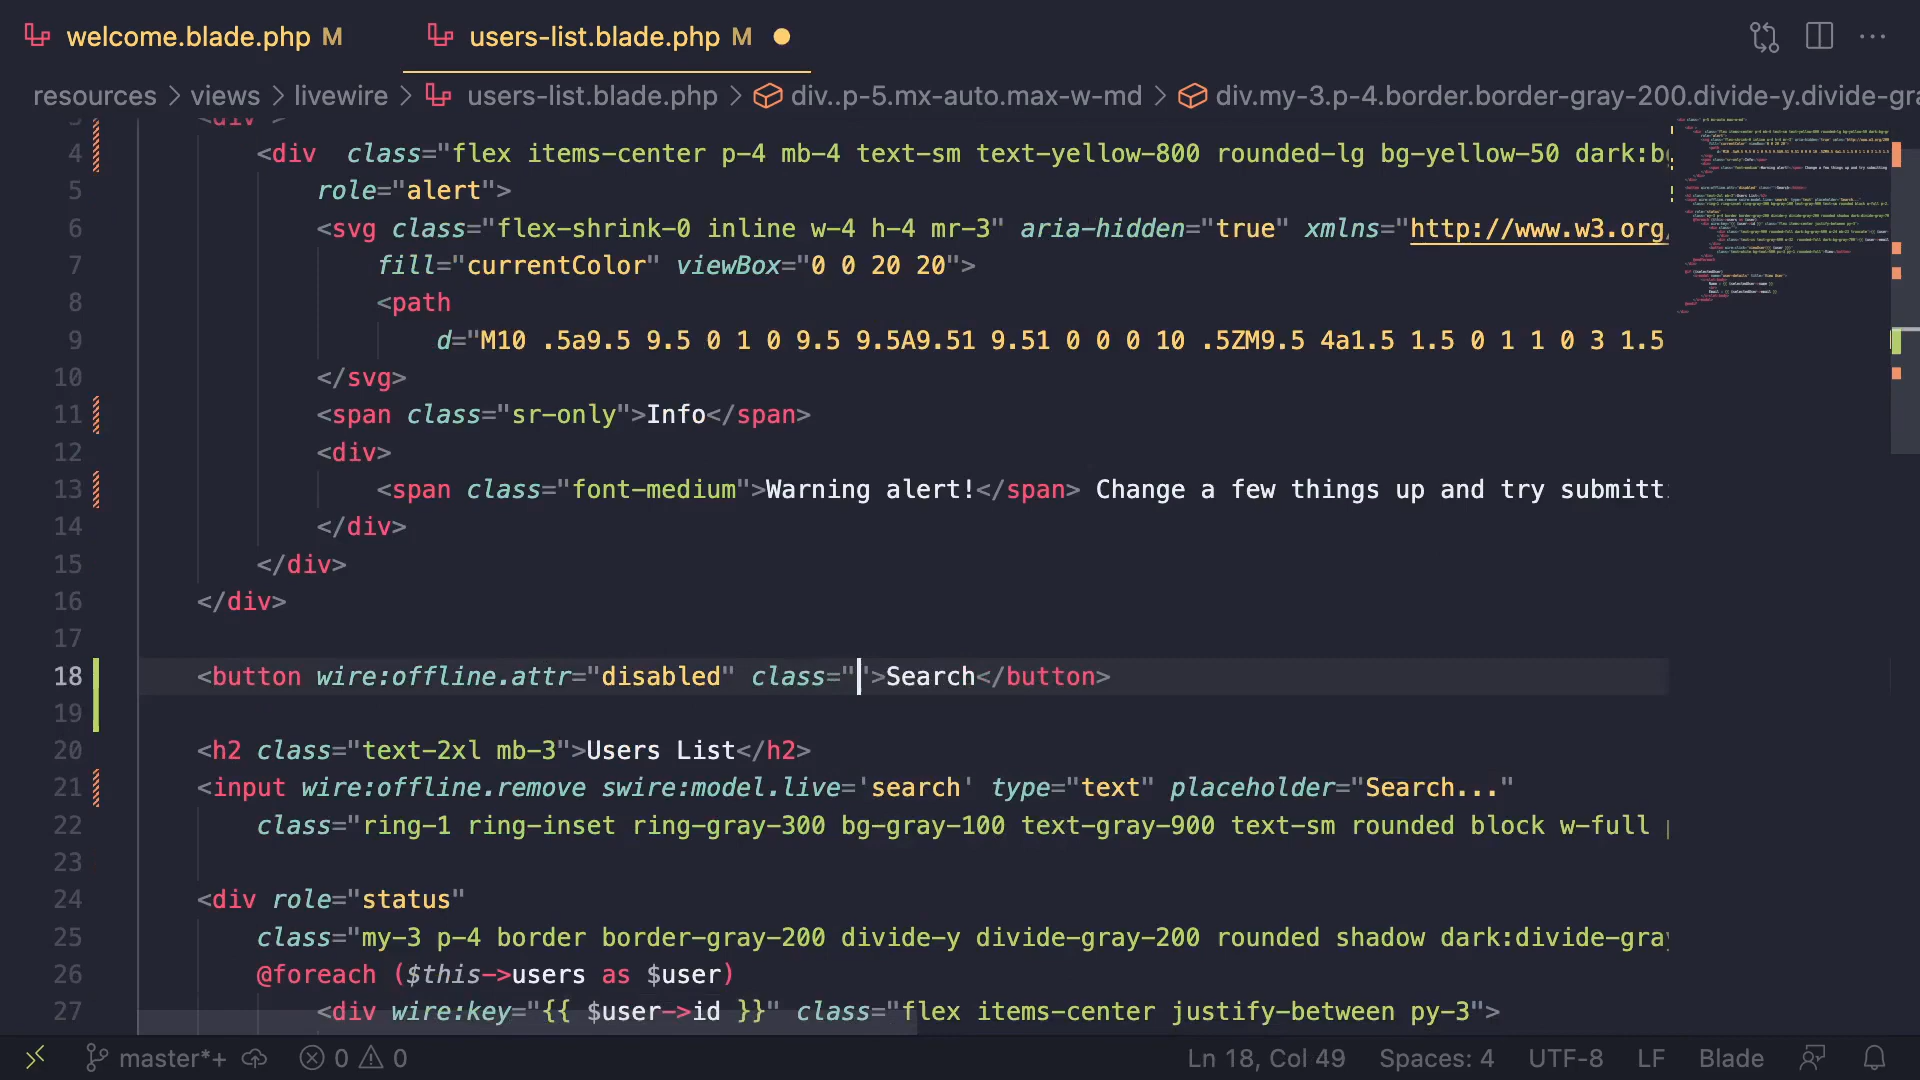 welcome.blade.php M users-list.blade.php M
resources > views > livewire > users-list.blade.php > div..p-5.mx-auto.max-w-md > div.my-3.p-4.border.border-gray-200.divide-y.divide-gra
3 <div >
4 <div  class="flex items-center p-4 mb-4 text-sm text-yellow-800 rounded-lg bg-yellow-50 dark:bg
5 role="alert">
6 <svg class="flex-shrink-0 inline w-4 h-4 mr-3" aria-hidden="true" xmlns="http://www.w3.org/
7 fill="currentColor" viewBox="0 0 20 20">
8 <path
9 d="M10 .5a9.5 9.5 0 1 0 9.5 9.5A9.51 9.51 0 0 0 10 .5ZM9.5 4a1.5 1.5 0 1 1 0 3 1.5
10 </svg>
11 <span class="sr-only">Info</span>
12 <div>
13 <span class="font-medium">Warning alert!</span> Change a few things up and try submitt
14 </div>
15 </div>
16 </div>
17
18 <button wire:offline.attr="disabled" class="">Search</button>
19
20 <h2 class="text-2xl mb-3">Users List</h2>
21 <input wire:offline.remove swire:model.live='search' type="text" placeholder="Search..."
22 class="ring-1 ring-inset ring-gray-300 bg-gray-100 text-gray-900 text-sm rounded block w-full
23
24 <div role="status"
25 class="my-3 p-4 border border-gray-200 divide-y divide-gray-200 rounded shadow dark:divide-gray
26 @foreach ($this->users as $user)
27 <div wire:key="{{ $user->id }}" class="flex items-center justify-between py-3">
master*+ 0 0 Ln 18, Col 49 Spaces: 4 UTF-8 LF Blade